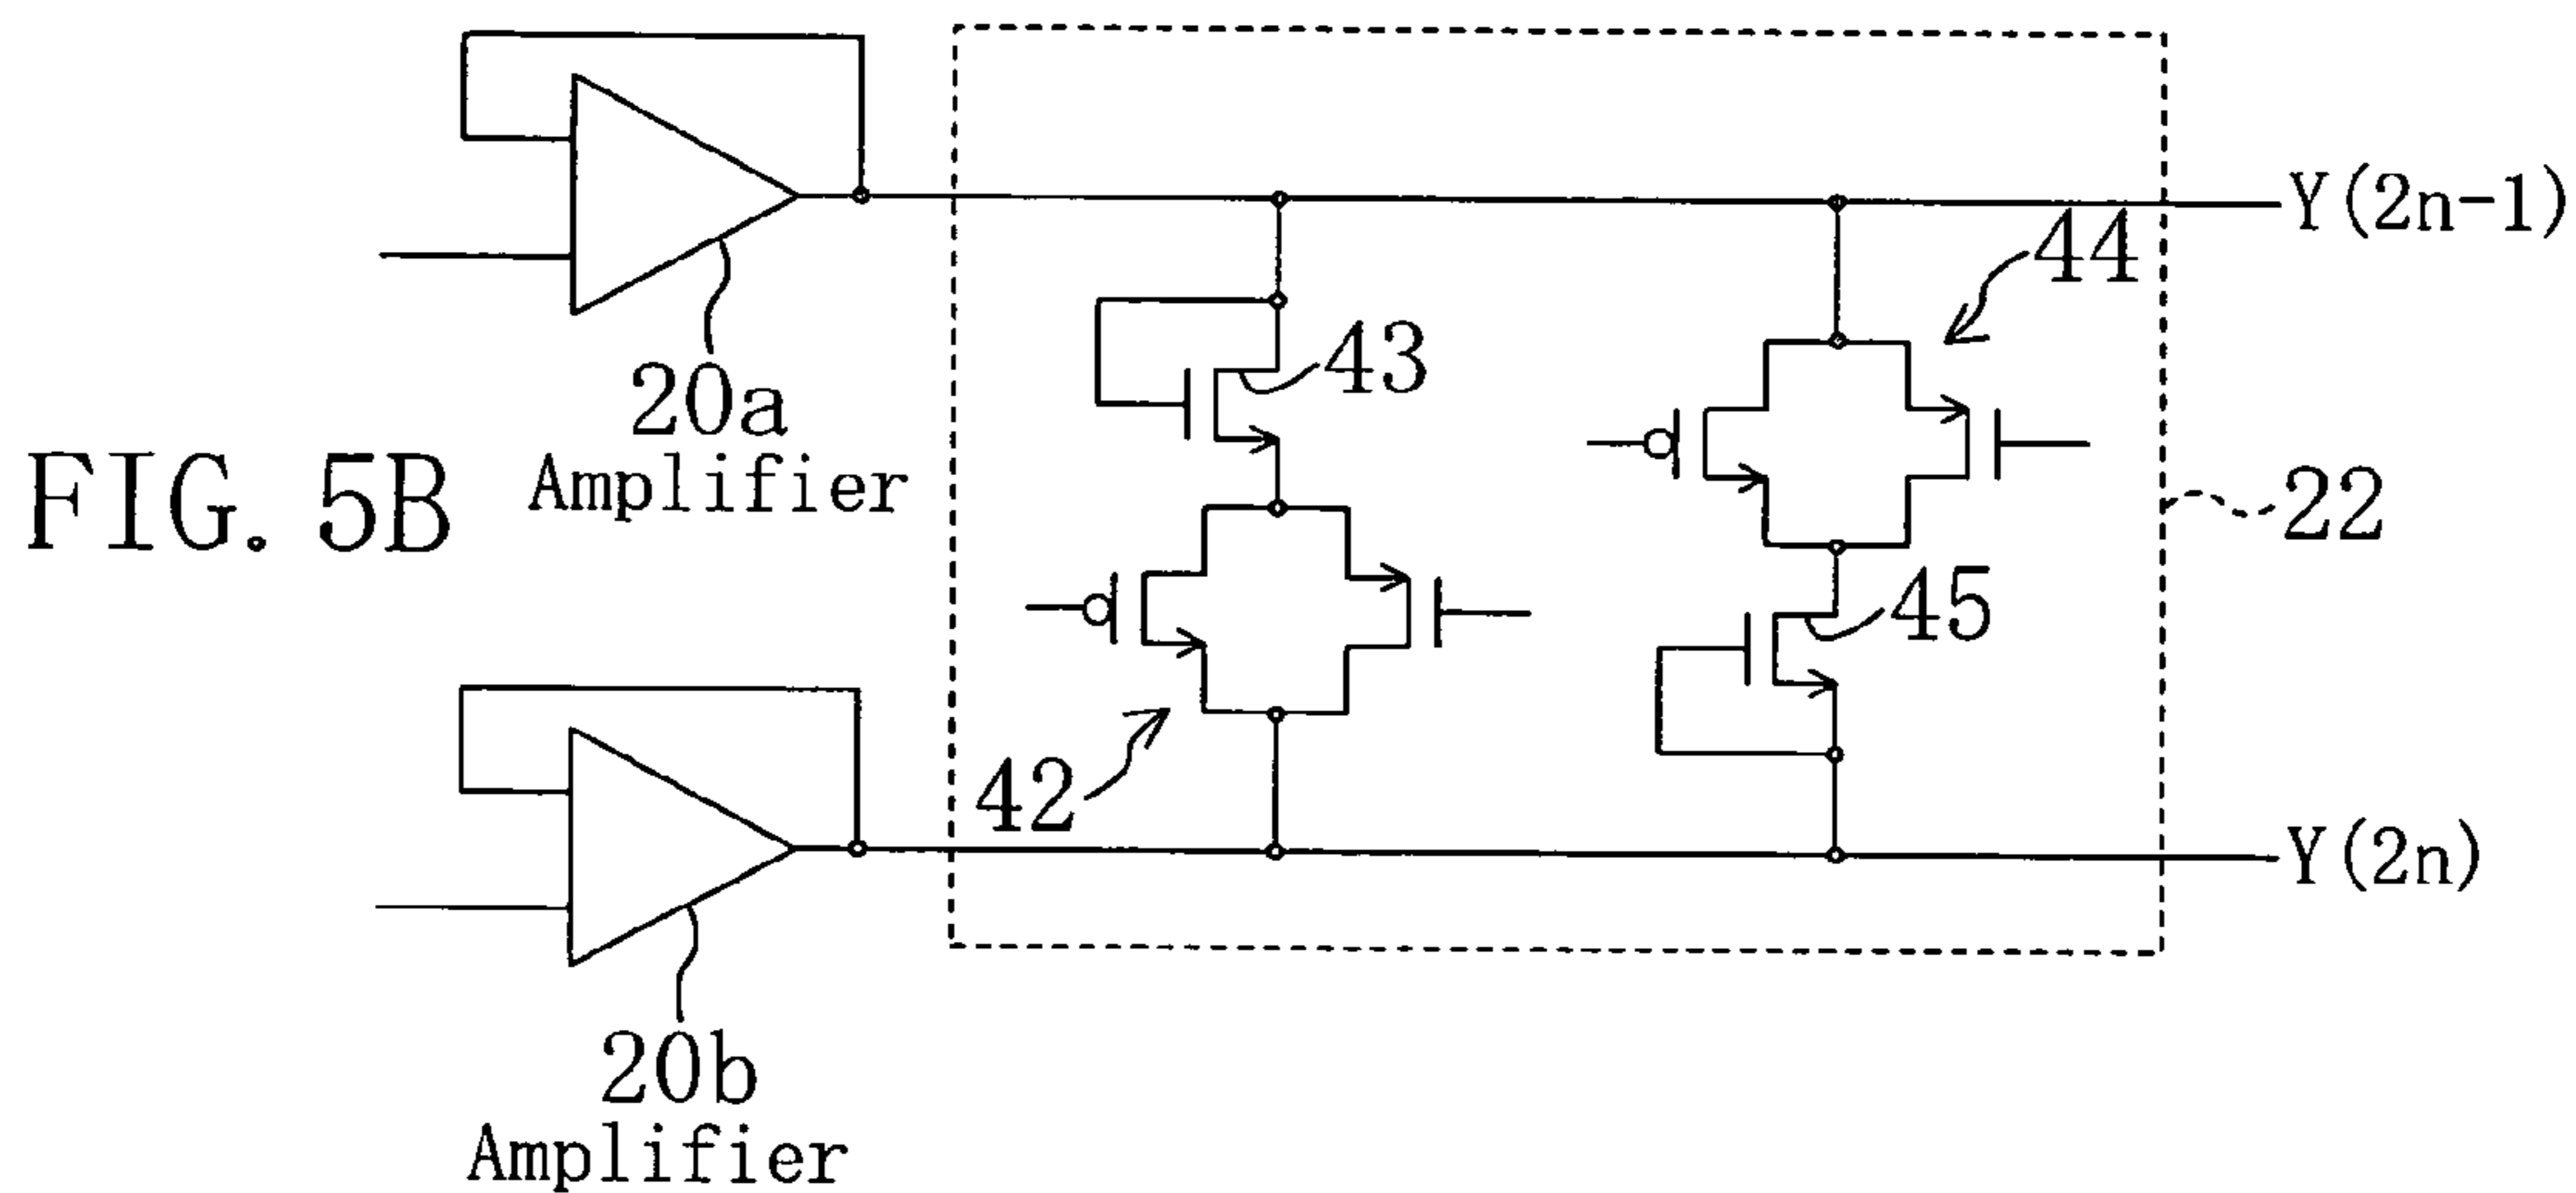 Y(2n-1)
44
43
20a
Amplifier
FIG. 5B
22
45
42
Y(2n)
20b
Amplifier